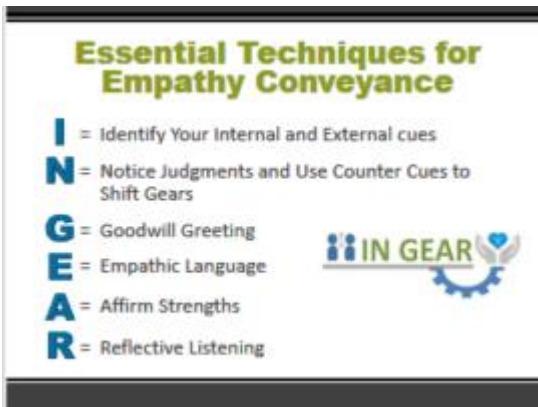 Essential Techniques for
Empathy Conveyance
I = Identify Your Internal and External cues
N = Notice Judgments and Use Counter Cues to
Shift Gears
G = Goodwill Greeting
E = Empathic Language
IN GEAR
A = Affirm Strengths
R = Reflective Listening